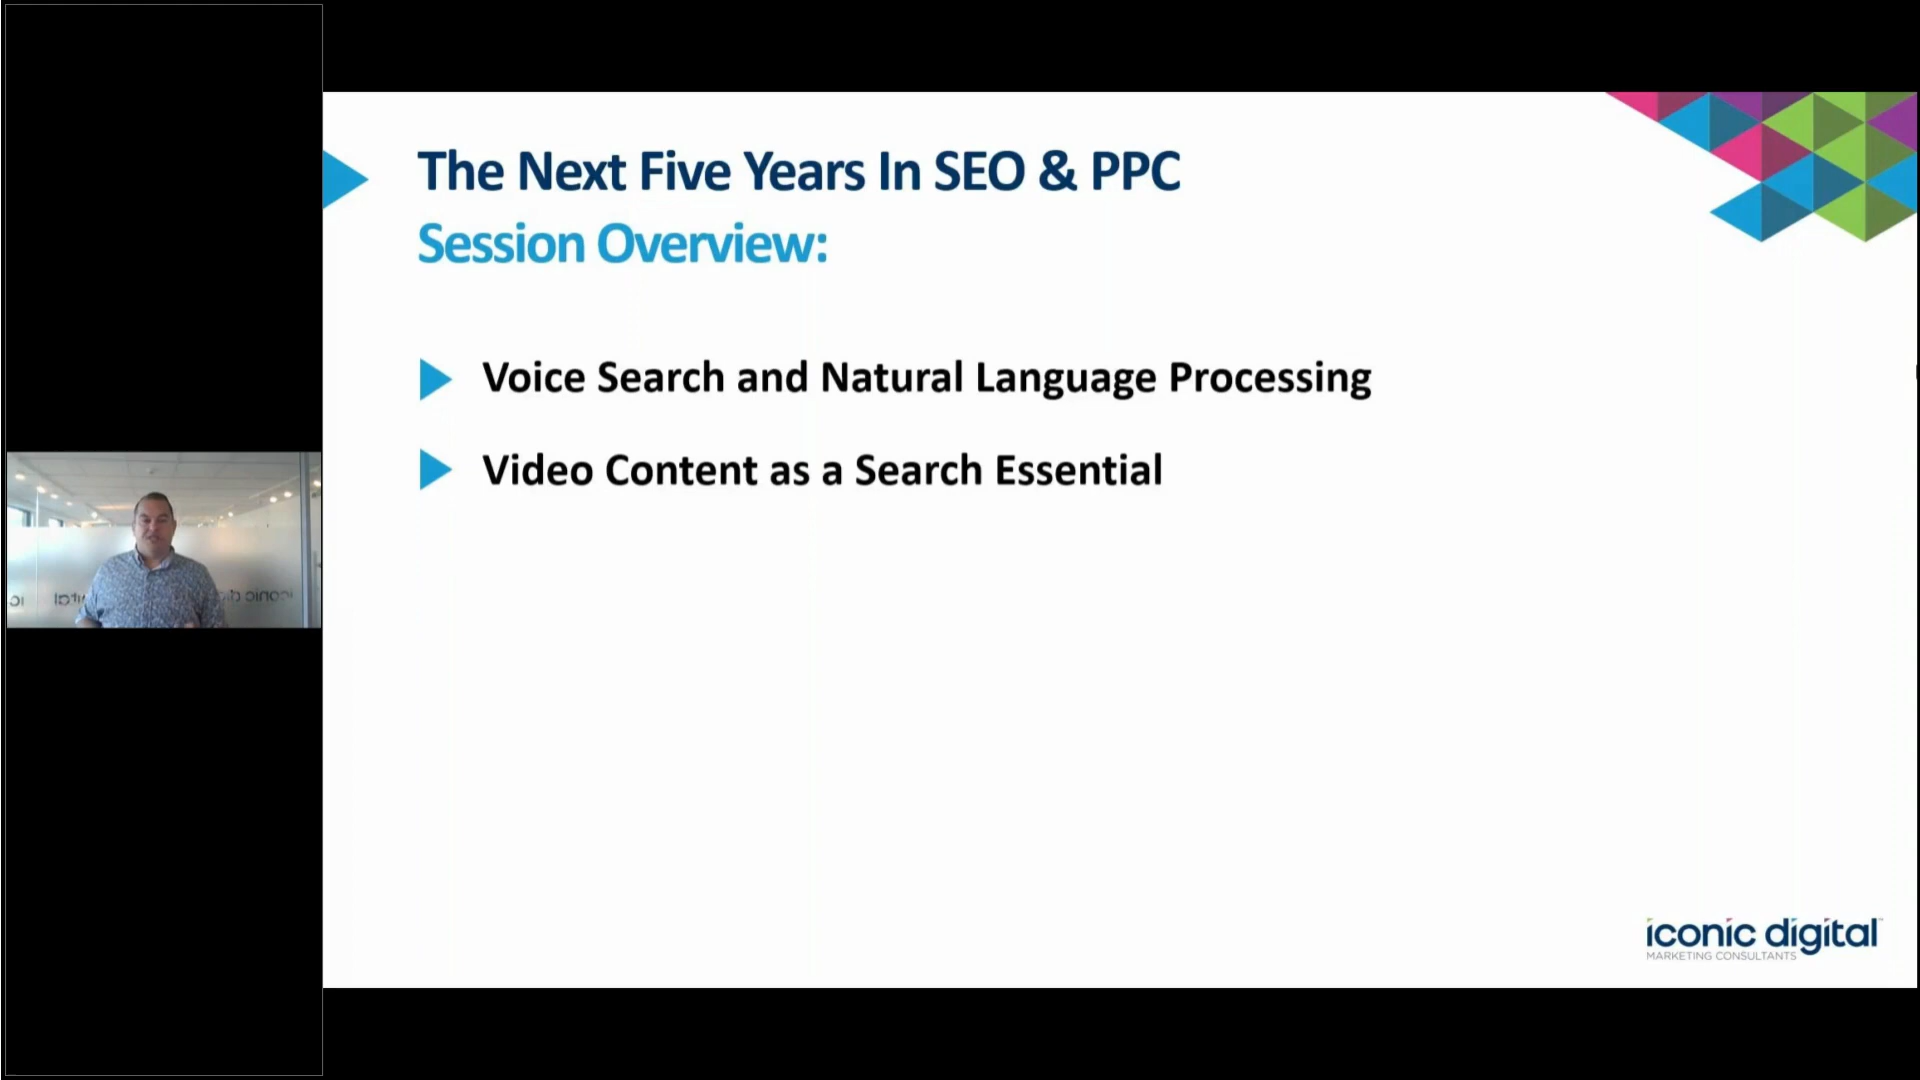 The Next Five Years In SEO & PPC
Session Overview:
Voice Search and Natural Language Processing
Video Content as a Search Essential
iconic digital
MARKETING CONSULTANTS